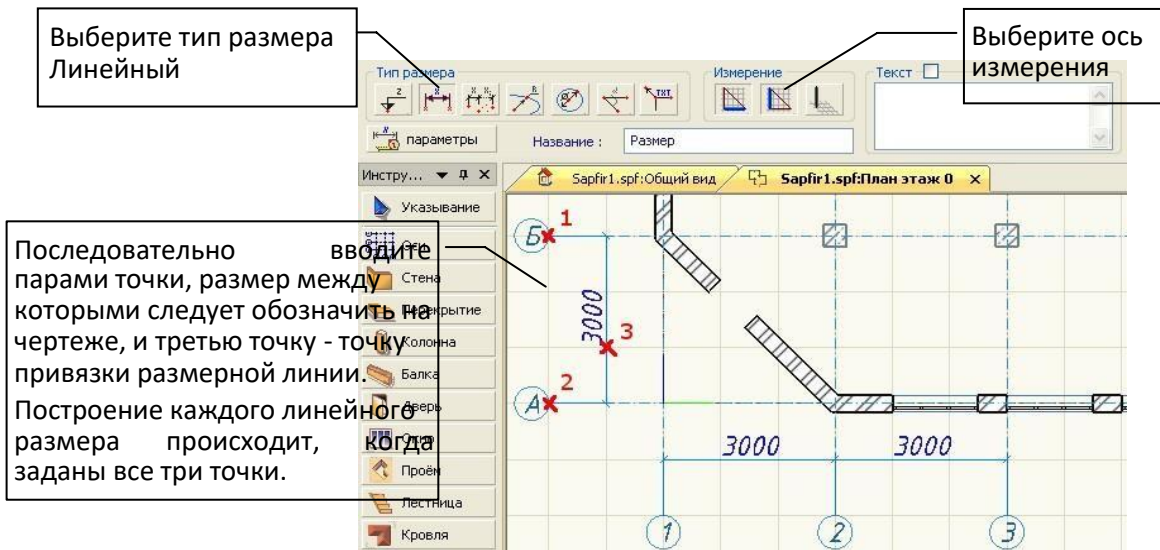 Выберите тип размера
Линейный
Выберите ось
измерения
Тип размера
Измерение
Текст
параметры
Название :
Размер
Инстру...
Sapfir1.spf:Общий вид
Sapfir1.spf:План этаж 0
Указывание
Оси
Стена
Перекрытие
Колонна
Балка
Дверь
Окно
Проём
Лестница
Кровля
Последовательно вводите
парами точки, размер между
которыми следует обозначить на
чертеже, и третью точку - точку
привязки размерной линии.
Построение каждого линейного
размера происходит, когда
заданы все три точки.
Б
1
3000
3
А
2
3000
3000
1
2
3